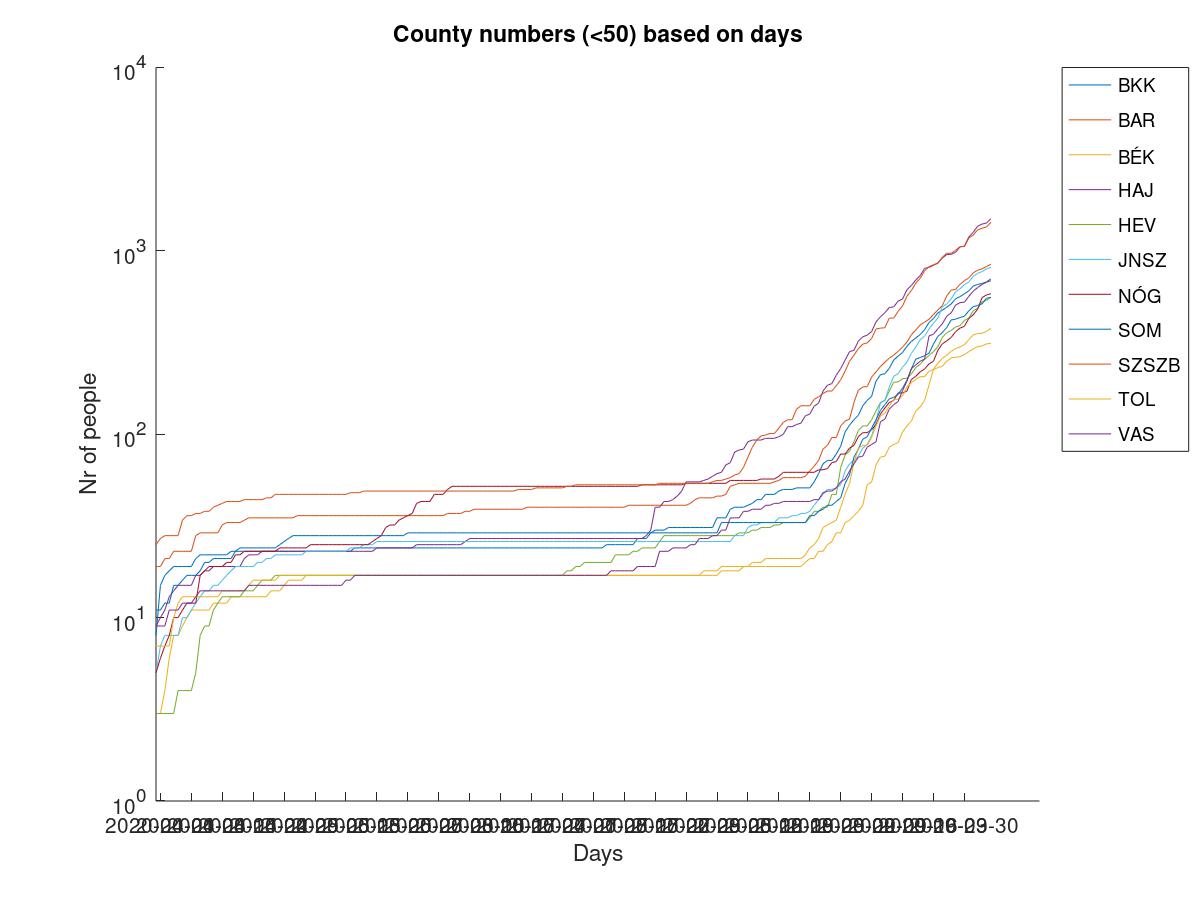 County numbers (<50) based on days
10^4
10^3
10^2
10^1
10^0
Nr of people
Days
BKK
BAR
BÉK
HAJ
HEV
JNSZ
NÓG
SOM
SZSZB
TOL
VAS